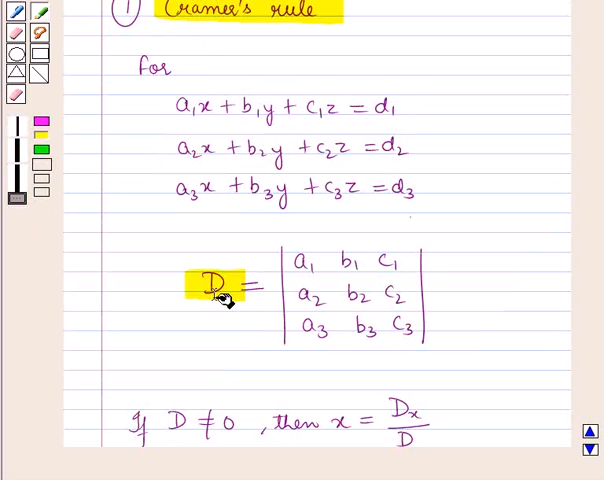 ① Cramer's rule
For
a₁x + b₁y + c₁z = d₁
a₂x + b₂y + c₂z = d₂
a₃x + b₃y + c₃z = d₃
D = | a₁ b₁ c₁ |
| a₂ b₂ c₂ |
| a₃ b₃ c₃ |
If D ≠ 0, then x = Dₓ/D